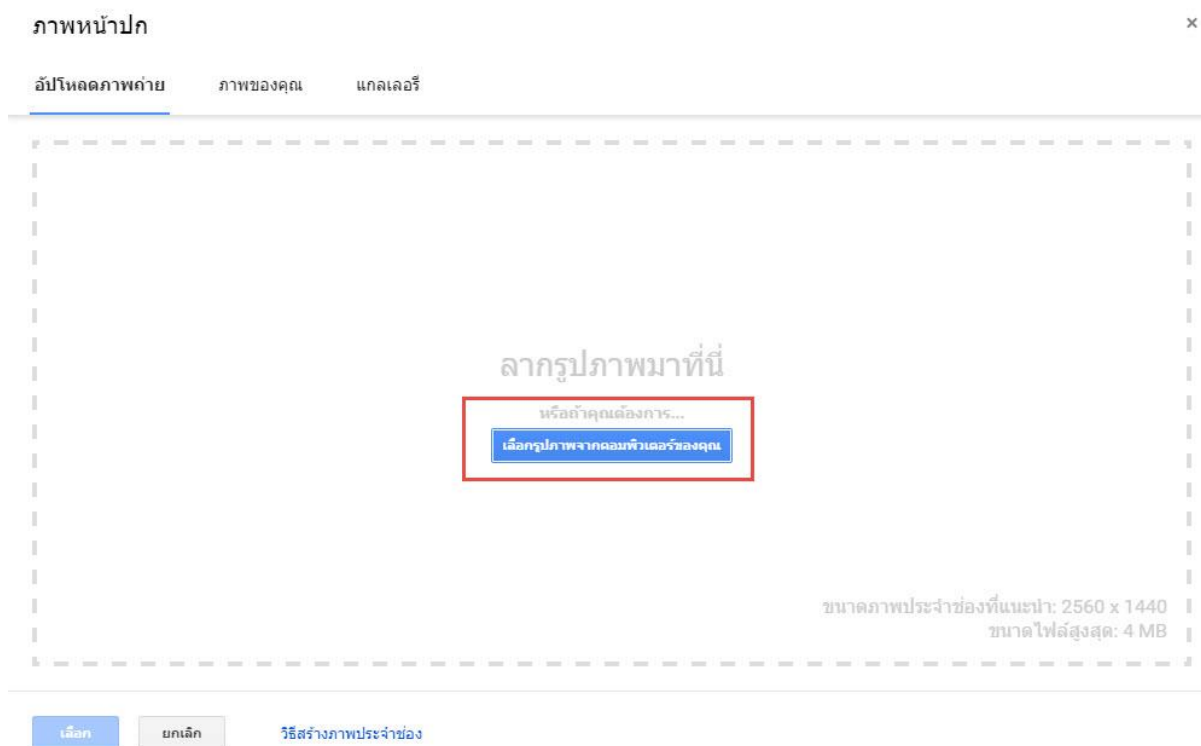 ภาพหน้าปก
×
อัปโหลดภาพถ่าย ภาพของคุณ แกลเลอรี
ลากรูปภาพมาที่นี่
หรือถ้าคุณต้องการ...
เลือกรูปภาพจากคอมพิวเตอร์ของคุณ
ขนาดภาพประจำช่องที่แนะนำ: 2560 x 1440
ขนาดไฟล์สูงสุด: 4 MB
เลือก ยกเลิก วิธีสร้างภาพประจำช่อง